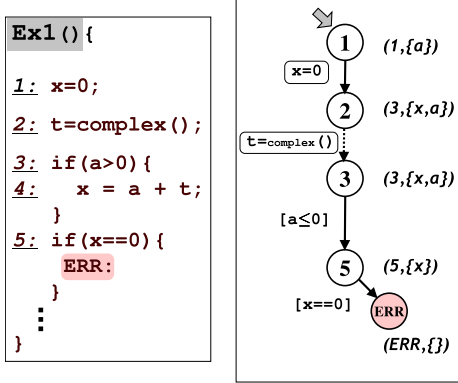 Ex1(){
1: x=0;
2: t=complex();
3: if(a>0){
4: x = a + t;
}
5: if(x==0){
ERR:
}
⋮
}
1 (1,{a})
x=0
2 (3,{x,a})
t=complex()
3 (3,{x,a})
[a≤0]
5 (5,{x})
[x==0]
ERR
(ERR,{})